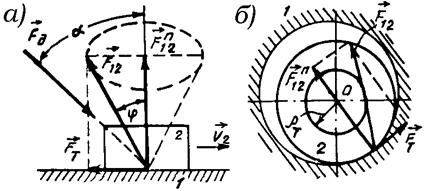 а) α F⃗д F⃗12 F⃗12ⁿ
φ
F⃗т 2 V⃗2
1
б) 1 F⃗12
F⃗12ⁿ O
ρт
2 F⃗т